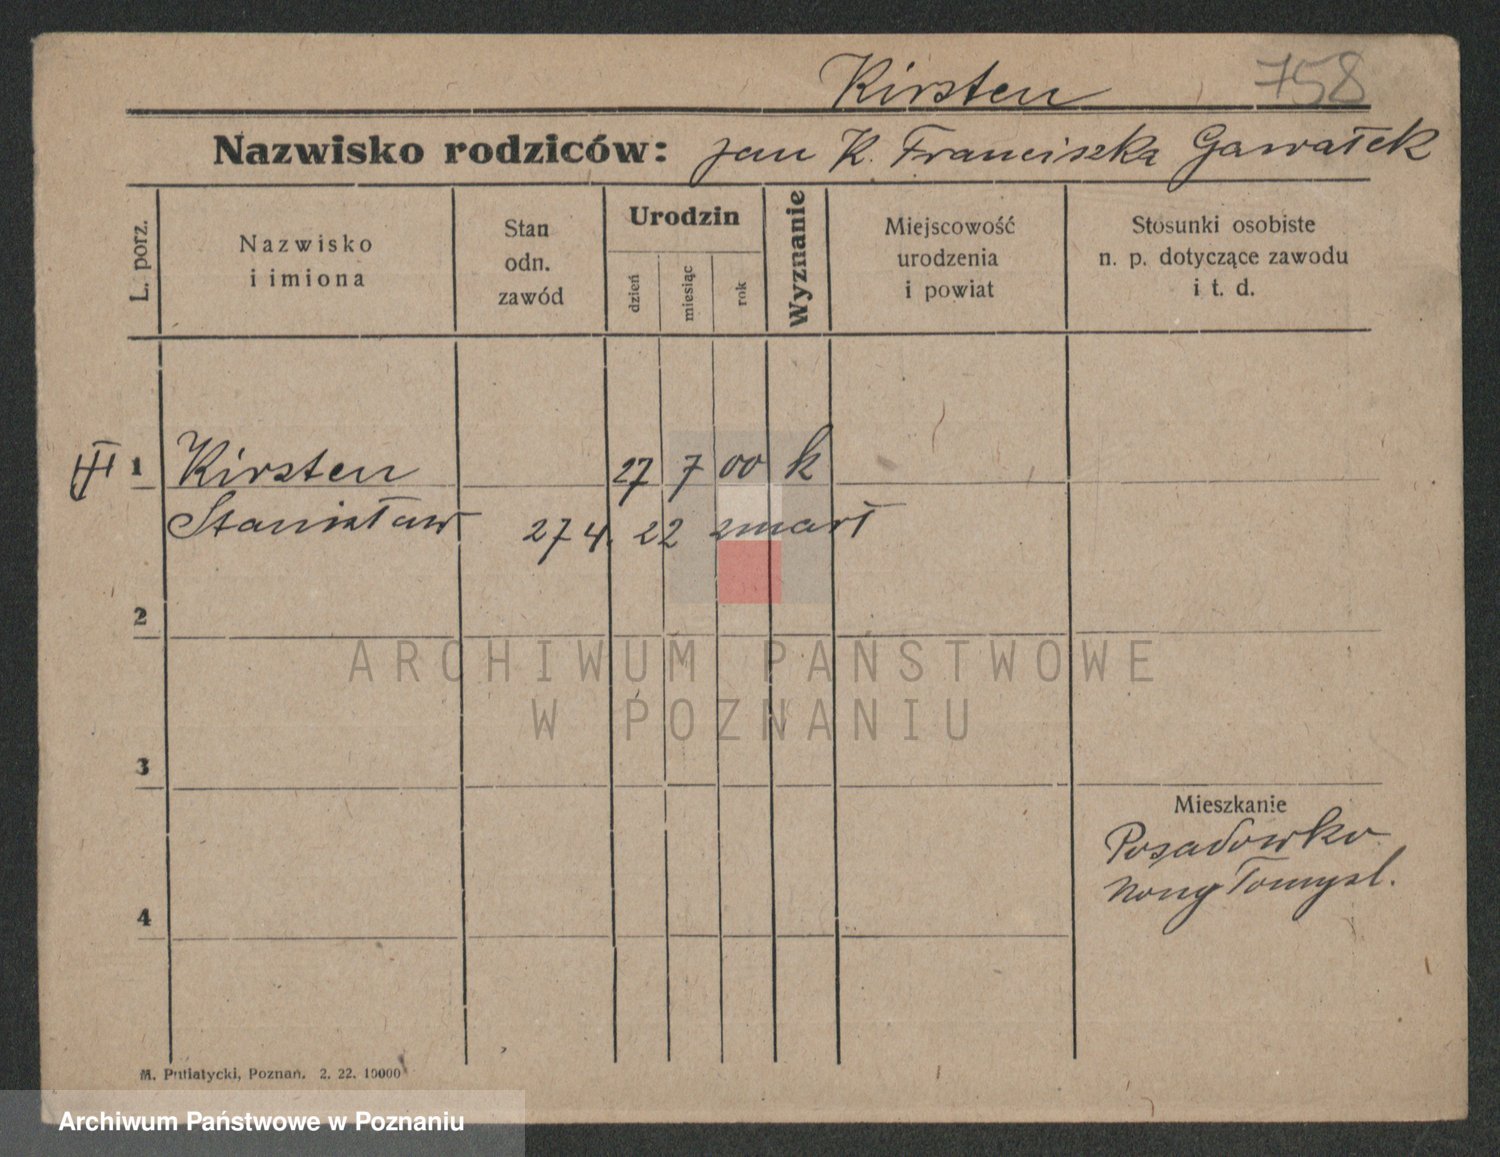 Kirsten 758
Nazwisko rodziców: Jan K. Franciszka Gawałek
L. porz.
Nazwisko
i imiona
Stan
odn.
zawód
Urodzin
dzień
miesiąc
rok
Wyznanie
Miejscowość
urodzenia
i powiat
Stosunki osobiste
n. p. dotyczące zawodu
i t. d.
1 Kirsten 27 7 00 k
Stanisław 27 4. 22 zmarł
2
3
Mieszkanie
Posadowko
Nowy Tomysl.
4
M. Putiatycki, Poznań. 2. 22. 10000
ARCHIWUM PAŃSTWOWE
W POZNANIU
Archiwum Państwowe w Poznaniu